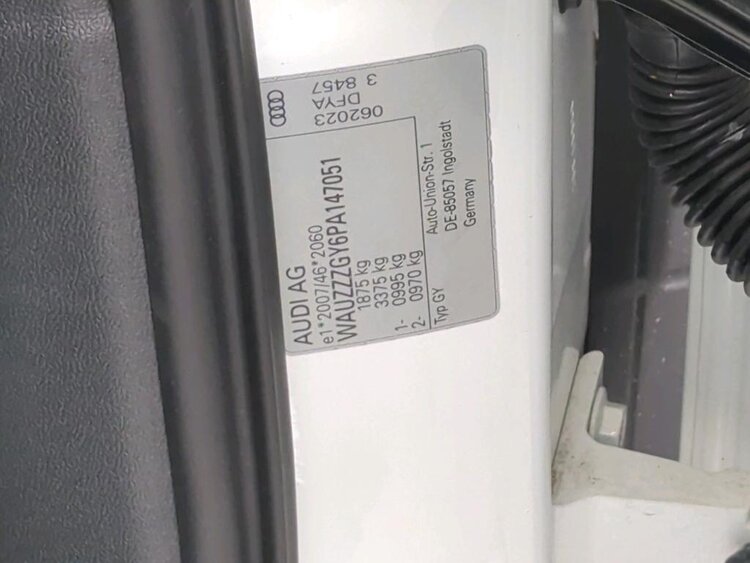 AUDI AG
e1*2007/46*2060
WAUZZZGY6PA147051
1875 kg
3375 kg
1- 0995 kg
2- 0970 kg
Typ GY
Auto-Union-Str. 1
DE-85057 Ingolstadt
Germany
062023
DFYA
3 8457